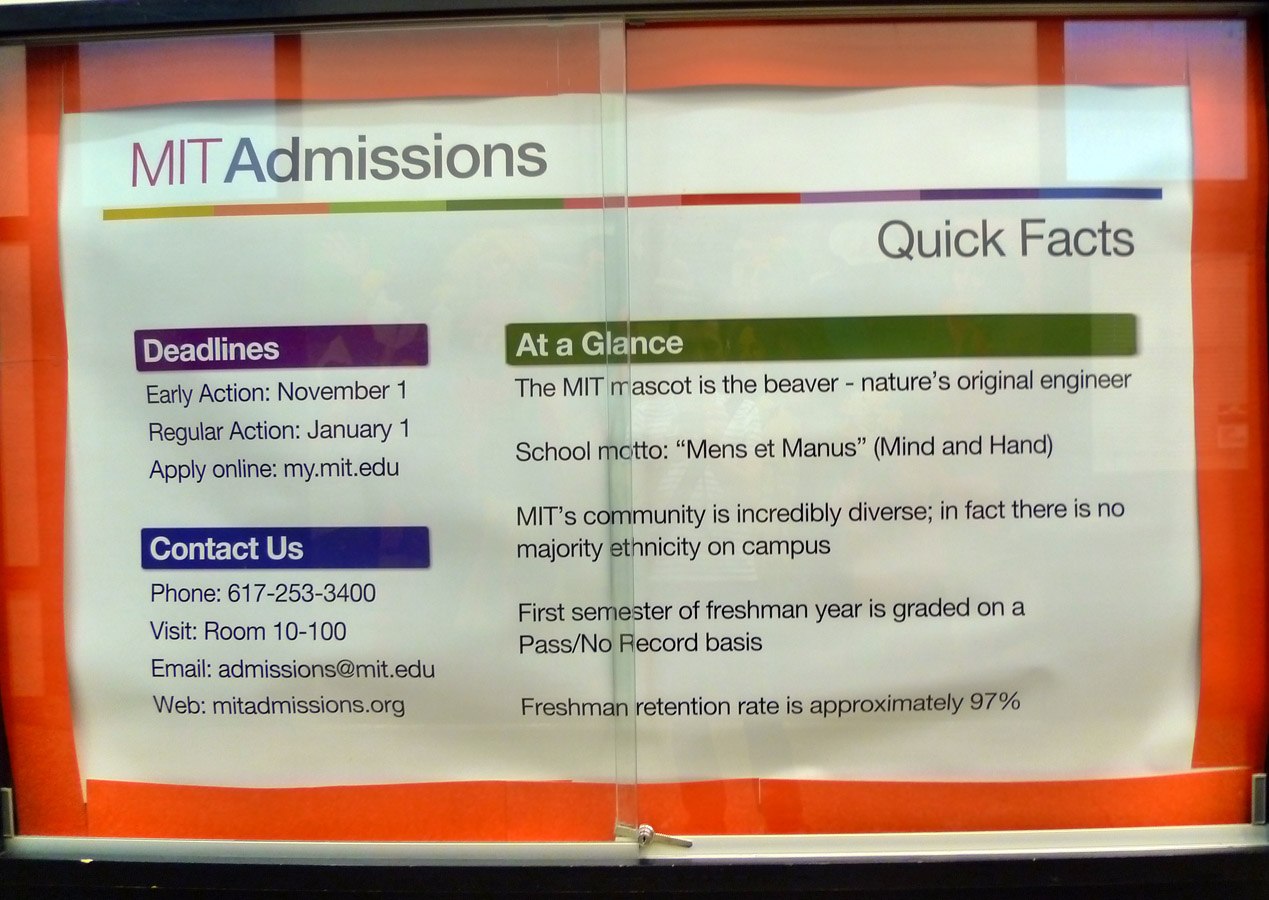 MIT Admissions
Quick Facts
Deadlines
Early Action: November 1
Regular Action: January 1
Apply online: my.mit.edu
Contact Us
Phone: 617-253-3400
Visit: Room 10-100
Email: admissions@mit.edu
Web: mitadmissions.org
At a Glance
The MIT mascot is the beaver - nature's original engineer
School motto: “Mens et Manus” (Mind and Hand)
MIT's community is incredibly diverse; in fact there is no
majority ethnicity on campus
First semester of freshman year is graded on a
Pass/No Record basis
Freshman retention rate is approximately 97%